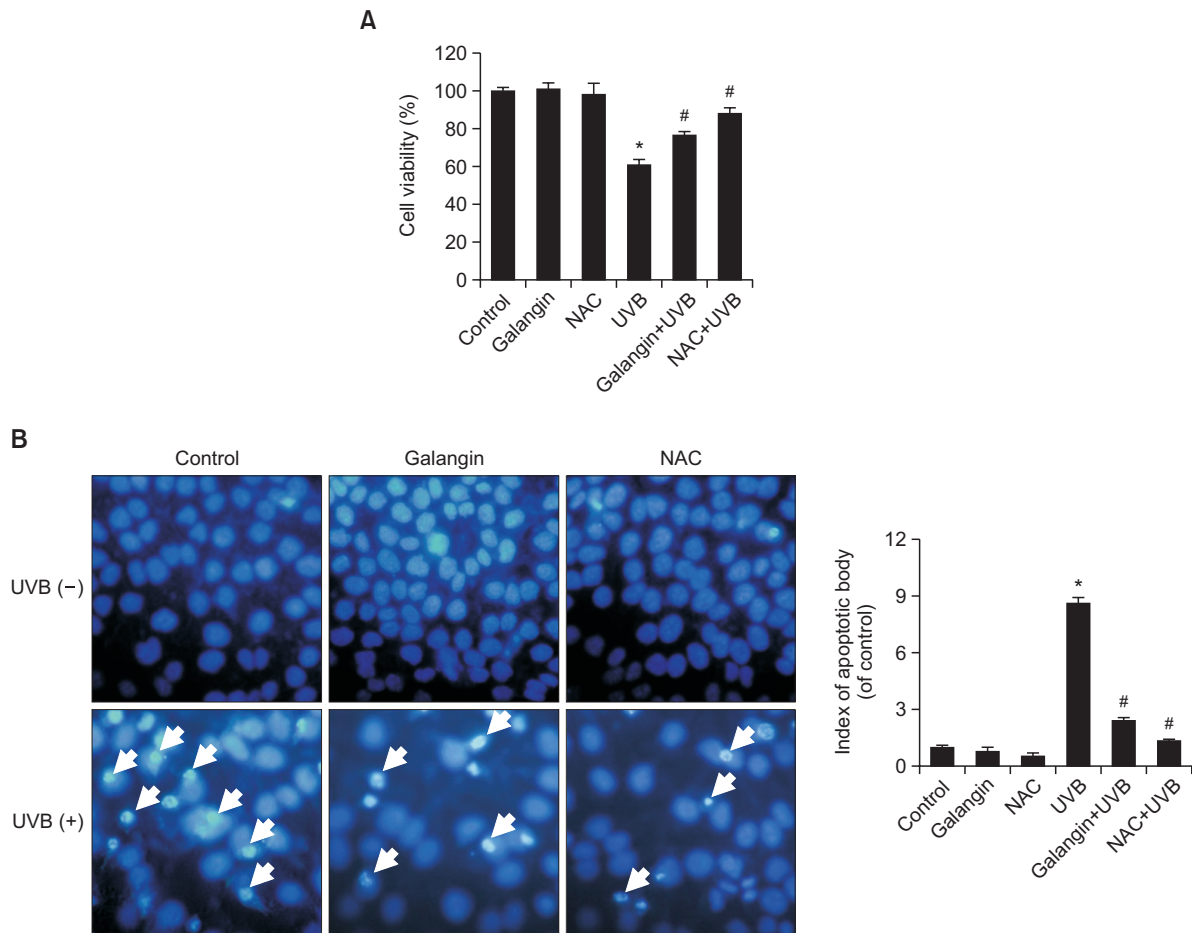 A
Cell viability (%)
120
100
80
60
40
20
0
*
#
#
Control
Galangin
NAC
UVB
Galangin+UVB
NAC+UVB
B
Control
Galangin
NAC
UVB (−)
UVB (+)
Index of apoptotic body
(of control)
12
9
6
3
0
*
#
#
Control
Galangin
NAC
UVB
Galangin+UVB
NAC+UVB